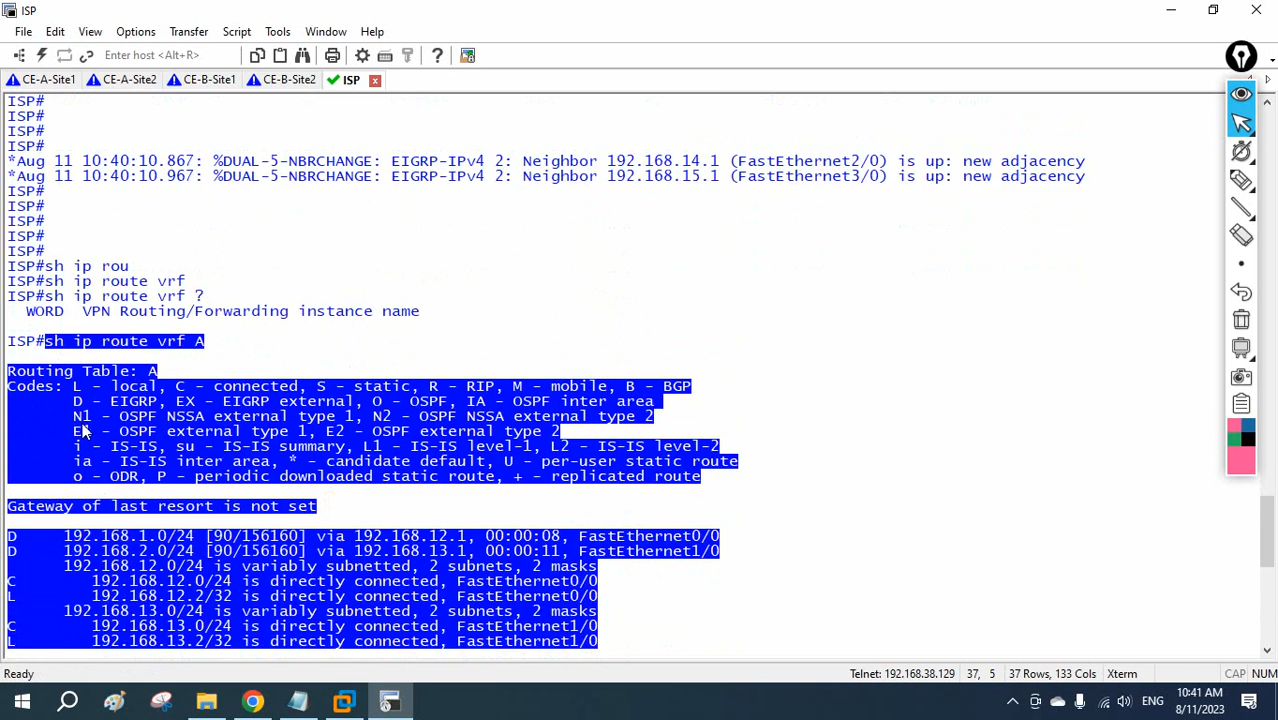 ISP
File Edit View Options Transfer Script Tools Window Help
Enter host <Alt+R>
CE-A-Site1 CE-A-Site2 CE-B-Site1 CE-B-Site2 ISP
ISP#
ISP#
ISP#
ISP#
*Aug 11 10:40:10.867: %DUAL-5-NBRCHANGE: EIGRP-IPv4 2: Neighbor 192.168.14.1 (FastEthernet2/0) is up: new adjacency
*Aug 11 10:40:10.967: %DUAL-5-NBRCHANGE: EIGRP-IPv4 2: Neighbor 192.168.15.1 (FastEthernet3/0) is up: new adjacency
ISP#
ISP#
ISP#
ISP#
ISP#
ISP#sh ip rou
ISP#sh ip route vrf
ISP#sh ip route vrf ?
WORD VPN Routing/Forwarding instance name
ISP#sh ip route vrf A
Routing Table: A
Codes: L - local, C - connected, S - static, R - RIP, M - mobile, B - BGP
D - EIGRP, EX - EIGRP external, O - OSPF, IA - OSPF inter area
N1 - OSPF NSSA external type 1, N2 - OSPF NSSA external type 2
- OSPF external type 1, E2 - OSPF external type 2
i - IS-IS, su - IS-IS summary, L1 - IS-IS level-1, L2 - IS-IS level-2
ia - IS-IS inter area, * - candidate default, U - per-user static route
o - ODR, P - periodic downloaded static route, + - replicated route
Gateway of last resort is not set
D 192.168.1.0/24 [90/156160] via 192.168.12.1, 00:00:08, FastEthernet0/0
D 192.168.2.0/24 [90/156160] via 192.168.13.1, 00:00:11, FastEthernet1/0
192.168.12.0/24 is variably subnetted, 2 subnets, 2 masks
C 192.168.12.0/24 is directly connected, FastEthernet0/0
L 192.168.12.2/32 is directly connected, FastEthernet0/0
192.168.13.0/24 is variably subnetted, 2 subnets, 2 masks
C 192.168.13.0/24 is directly connected, FastEthernet1/0
L 192.168.13.2/32 is directly connected, FastEthernet1/0
Ready Telnet: 192.168.38.129 37, 5 37 Rows, 133 Cols Xterm CAP NUM
ENG 10:41 AM
8/11/2023